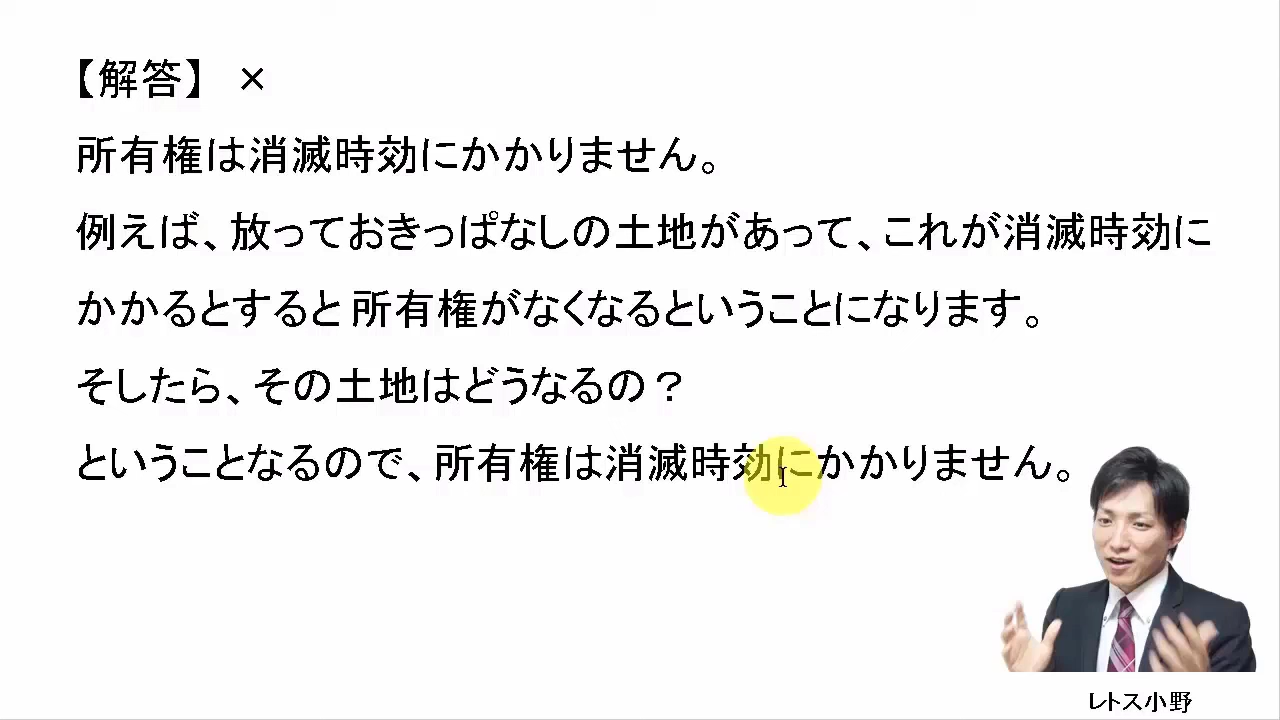 【解答】 ×
所有権は消滅時効にかかりません。
例えば、放っておきっぱなしの土地があって、これが消滅時効に
かかるとすると所有権がなくなるということになります。
そしたら、その土地はどうなるの？
ということなるので、所有権は消滅時効にかかりません。
レトス小野